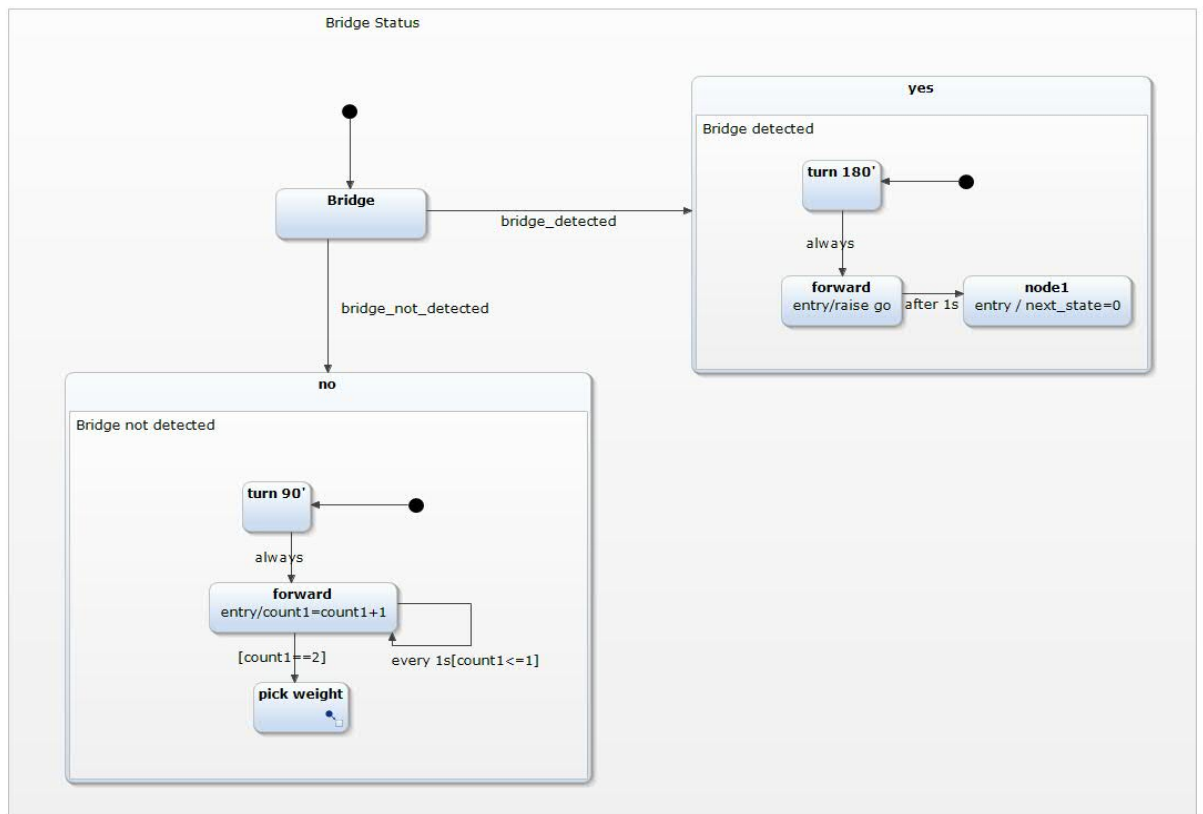 Bridge Status
yes
Bridge detected
turn 180'
Bridge
bridge_detected
always
forward
entry/raise go
after 1s
node1
entry / next_state=0
bridge_not_detected
no
Bridge not detected
turn 90'
always
forward
entry/count1=count1+1
[count1==2]
every 1s[count1<=1]
pick weight